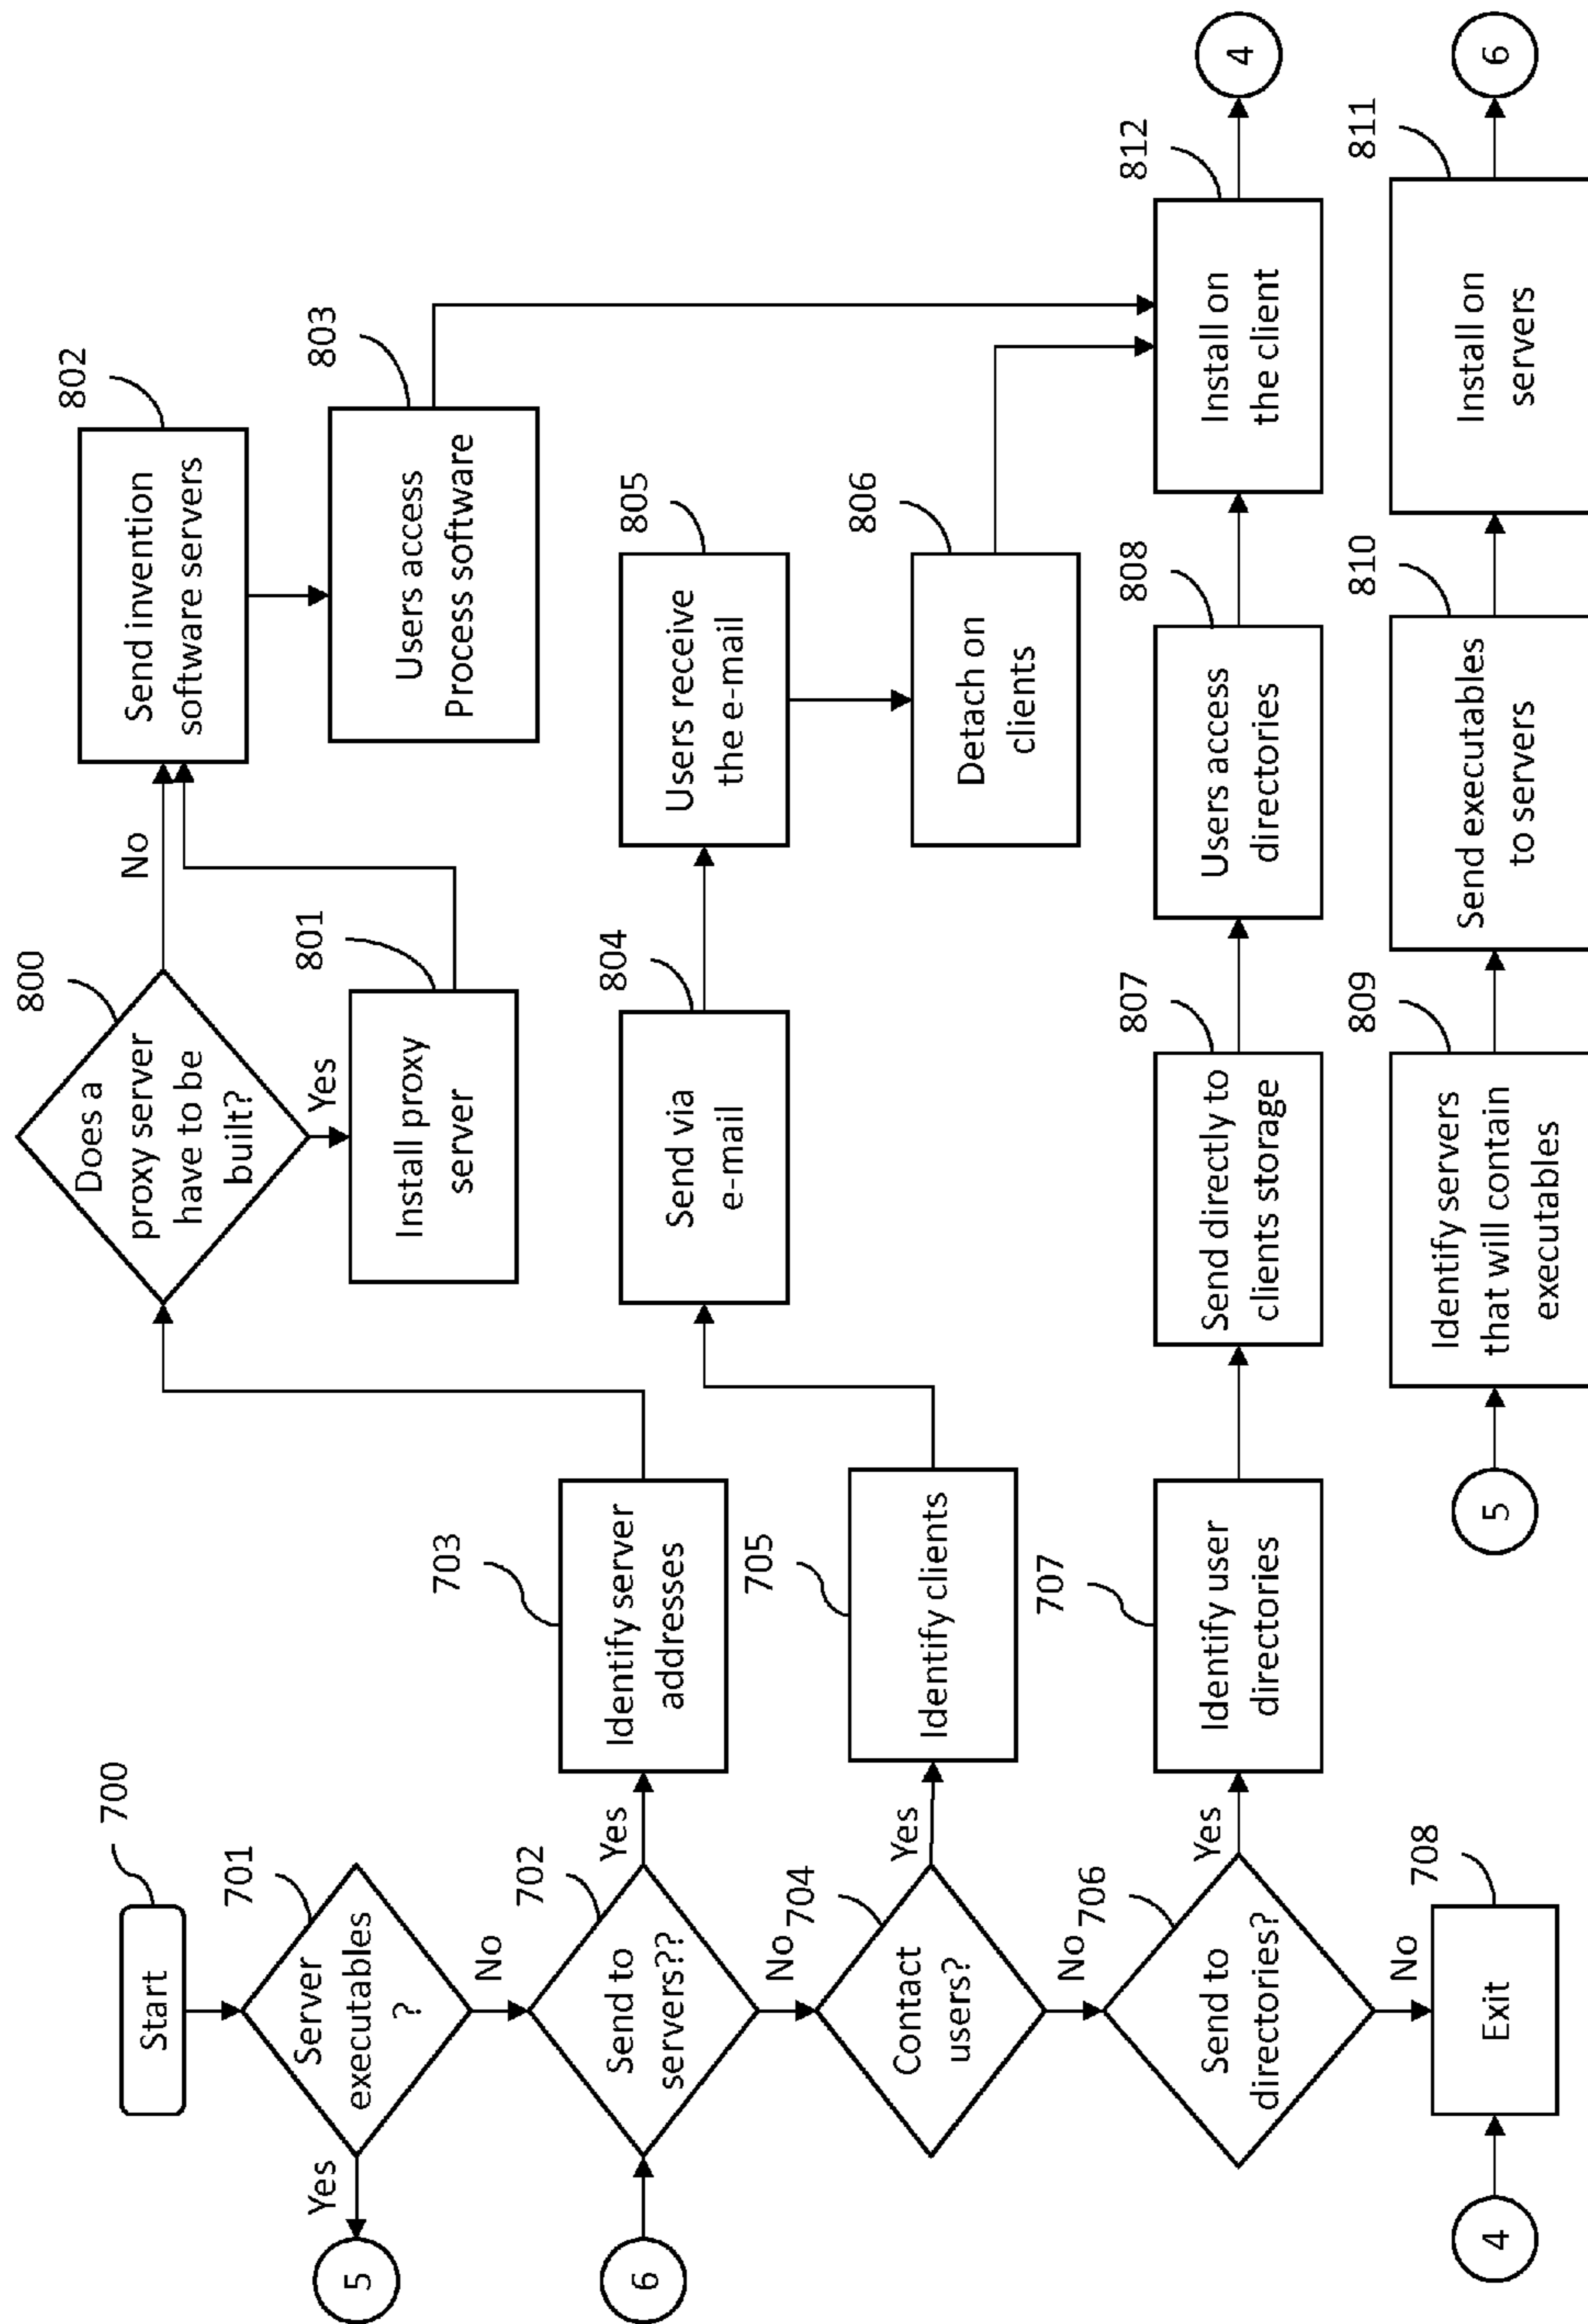 700
Start
701
Server
executables
?
Yes
5
No
702
Send to
servers??
6
Yes
703
Identify server
addresses
800
Does a
proxy server
have to be
built?
No
Yes
801
Install proxy
server
802
Send invention
software servers
803
Users access
Process software
No
704
Contact
users?
Yes
705
Identify clients
804
Send via
e-mail
805
Users receive
the e-mail
806
Detach on
clients
No
706
Send to
directories?
Yes
707
Identify user
directories
807
Send directly to
clients storage
808
Users access
directories
812
Install on
the client
4
No
708
Exit
4
5
809
Identify servers
that will contain
executables
810
Send executables
to servers
811
Install on
servers
6